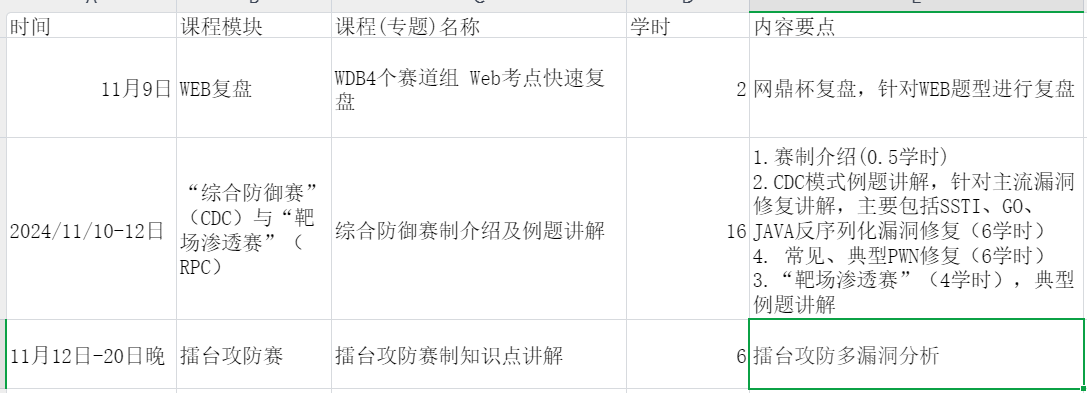 时间 课程模块 课程(专题)名称 学时 内容要点
11月9日 WEB复盘
WDB4个赛道组 Web考点快速复
盘
2 网鼎杯复盘，针对WEB题型进行复盘
2024/11/10-12日
“综合防御赛”
（CDC）与“靶
场渗透赛”（
RPC）
综合防御赛制介绍及例题讲解
16
1.赛制介绍(0.5学时)
2.CDC模式例题讲解，针对主流漏洞
修复讲解，主要包括SSTI、GO、
JAVA反序列化漏洞修复（6学时）
4. 常见、典型PWN修复（6学时）
3.“靶场渗透赛”（4学时），典型
例题讲解
11月12日-20日晚 擂台攻防赛 擂台攻防赛制知识点讲解 6 擂台攻防多漏洞分析